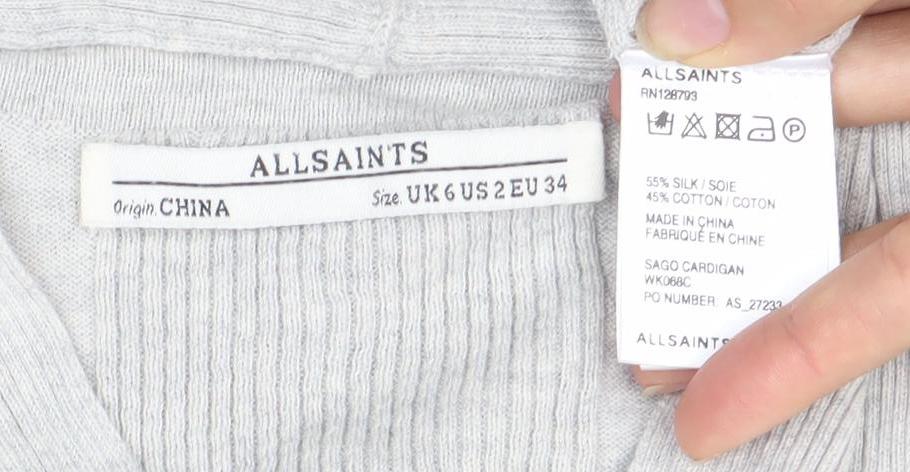 ALLSAINTS
Origin. CHINA
Size. UK 6 US 2 EU 34
ALLSAINTS
RN128793
P
55% SILK / SOIE
45% COTTON / COTON
MADE IN CHINA
FABRIQUÉ EN CHINE
SAGO CARDIGAN
WK068C
PO NUMBER: AS_27233
ALLSAINTS